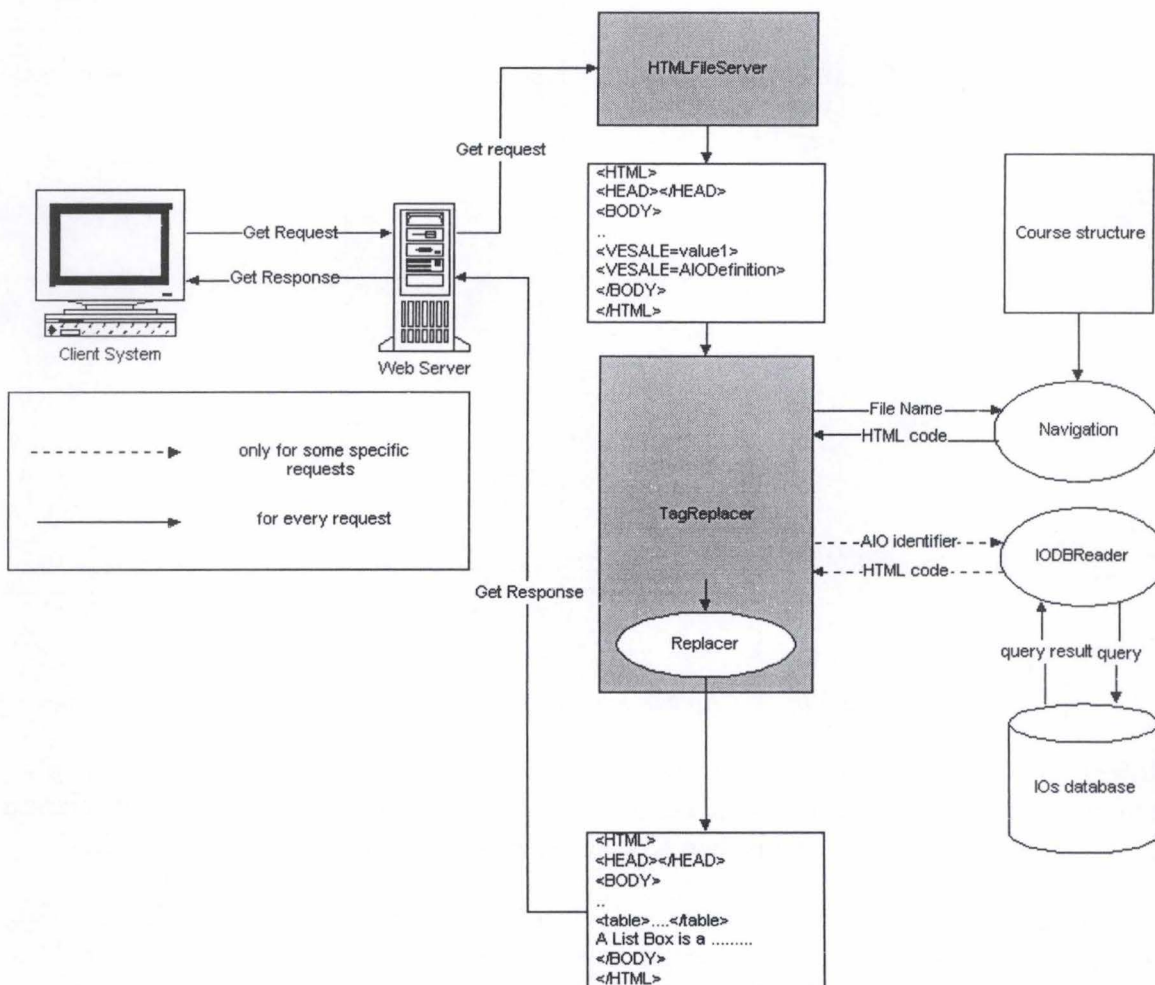 HTMLFileServer
Get request
<HTML>
<HEAD></HEAD>
<BODY>
..
<VESALE=value1>
<VESALE=AIODefinition>
</BODY>
</HTML>
Course structure
Get Request
Get Response
Client System
Web Server
only for some specific
requests
for every request
File Name
HTML code
Navigation
TagReplacer
AIO identifier
HTML code
IODBReader
Get Response
Replacer
query result
query
IOs database
<HTML>
<HEAD></HEAD>
<BODY>
..
<table>....</table>
A List Box is a .........
</BODY>
</HTML>